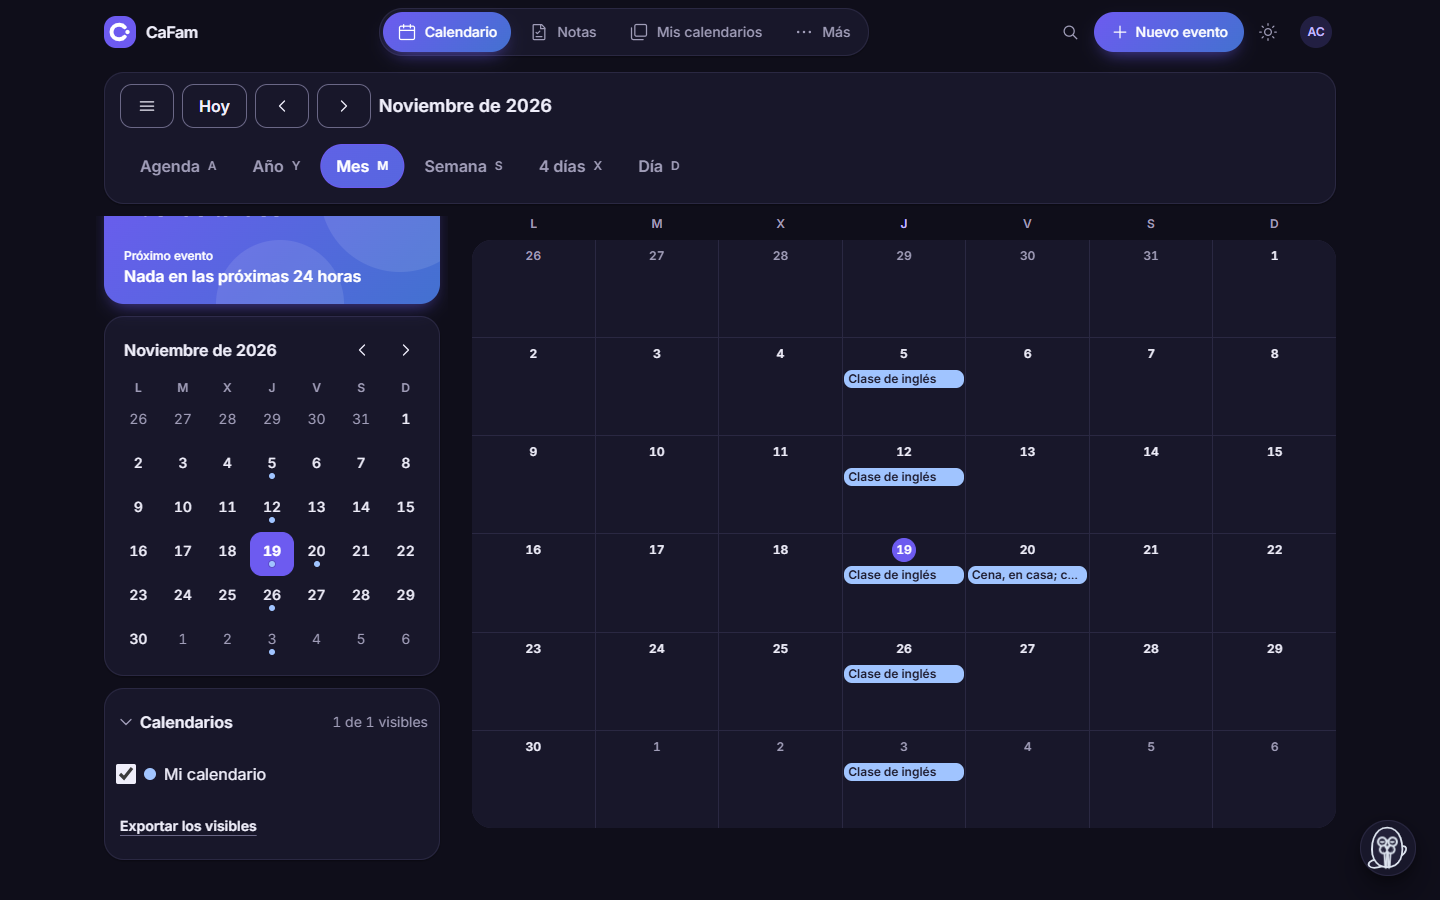 CaFam
Calendario
Notas
Mis calendarios
Más
Nuevo evento
AC
Hoy
Noviembre de 2026
Agenda A
Año Y
Mes M
Semana S
4 días X
Día D
Próximo evento
Nada en las próximas 24 horas
Noviembre de 2026
L M X J V S D
26 27 28 29 30 31 1
2 3 4 5 6 7 8
9 10 11 12 13 14 15
16 17 18 19 20 21 22
23 24 25 26 27 28 29
30 1 2 3 4 5 6
Calendarios
1 de 1 visibles
Mi calendario
Exportar los visibles
L M X J V S D
26 27 28 29 30 31 1
2 3 4 5 6 7 8
Clase de inglés
9 10 11 12 13 14 15
Clase de inglés
16 17 18 19 20 21 22
Clase de inglés
Cena, en casa; c...
23 24 25 26 27 28 29
Clase de inglés
30 1 2 3 4 5 6
Clase de inglés